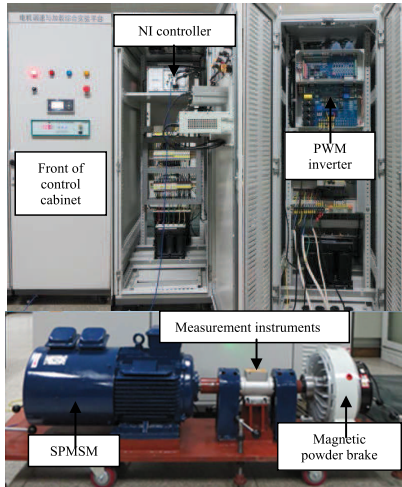 NI controller
PWM
inverter
Front of
control
cabinet
Measurement instruments
SPMSM
Magnetic
powder brake